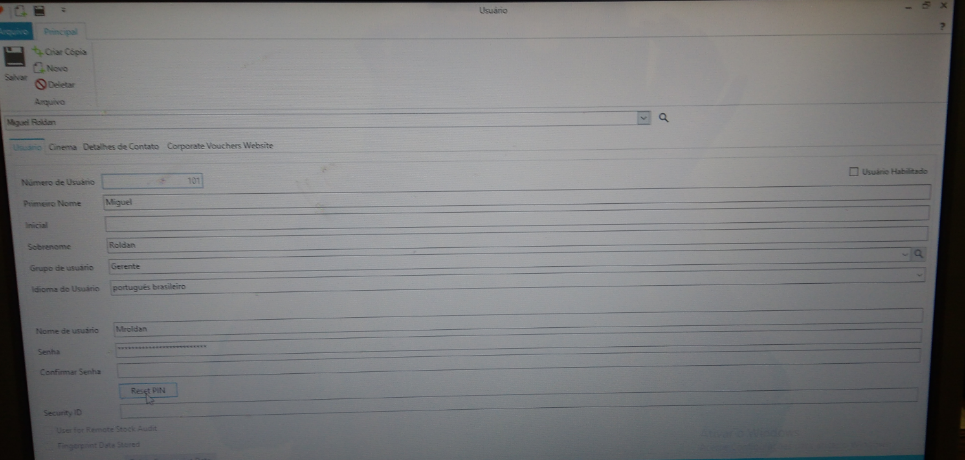 Usuário
?
Arquivo Principal
Salvar
Criar Cópia
Novo
Deletar
Arquivo
Miguel Roldan
Usuário Cinema Detalhes de Contato Corporate Vouchers Website
Número de Usuário 101 Usuário Habilitado
Primeiro Nome Miguel
Inicial
Sobrenome Roldan
Grupo de usuário Gerente
Idioma do Usuário português brasileiro
Nome de usuário Mroldan
Senha **************************
Confirmar Senha
Reset PIN
Security ID
User for Remote Stock Audit
Fingerprint Data Stored